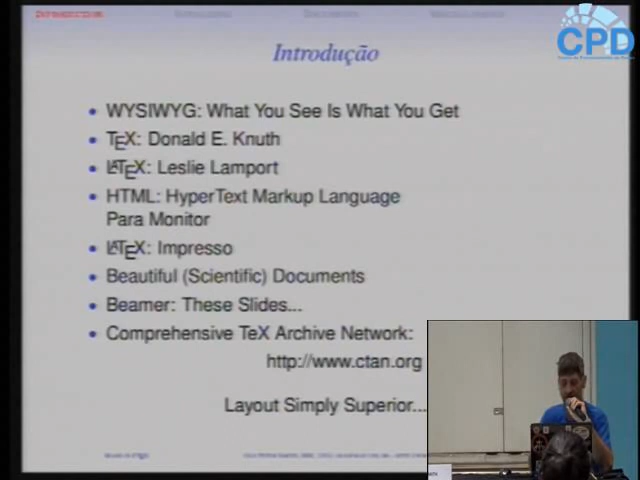 CPD
Introdução
WYSIWYG: What You See Is What You Get
TEX: Donald E. Knuth
LATEX: Leslie Lamport
HTML: HyperText Markup Language
Para Monitor
LATEX: Impresso
Beautiful (Scientific) Documents
Beamer: These Slides...
Comprehensive TeX Archive Network:
http://www.ctan.org
Layout Simply Superior...